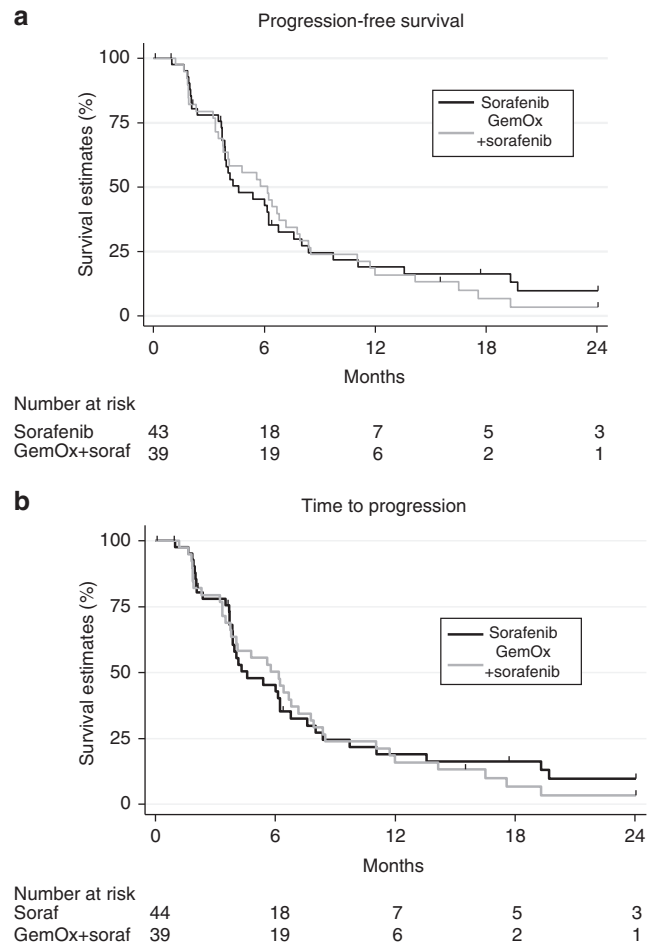 a
Progression-free survival
100
75
50
25
0
Survival estimates (%)
Sorafenib
GemOx
+sorafenib
0 6 12 18 24
Months
Number at risk
Sorafenib 43 18 7 5 3
GemOx+soraf 39 19 6 2 1
b
Time to progression
100
75
50
25
0
Survival estimates (%)
Sorafenib
GemOx
+sorafenib
0 6 12 18 24
Months
Number at risk
Soraf 44 18 7 5 3
GemOx+soraf 39 19 6 2 1